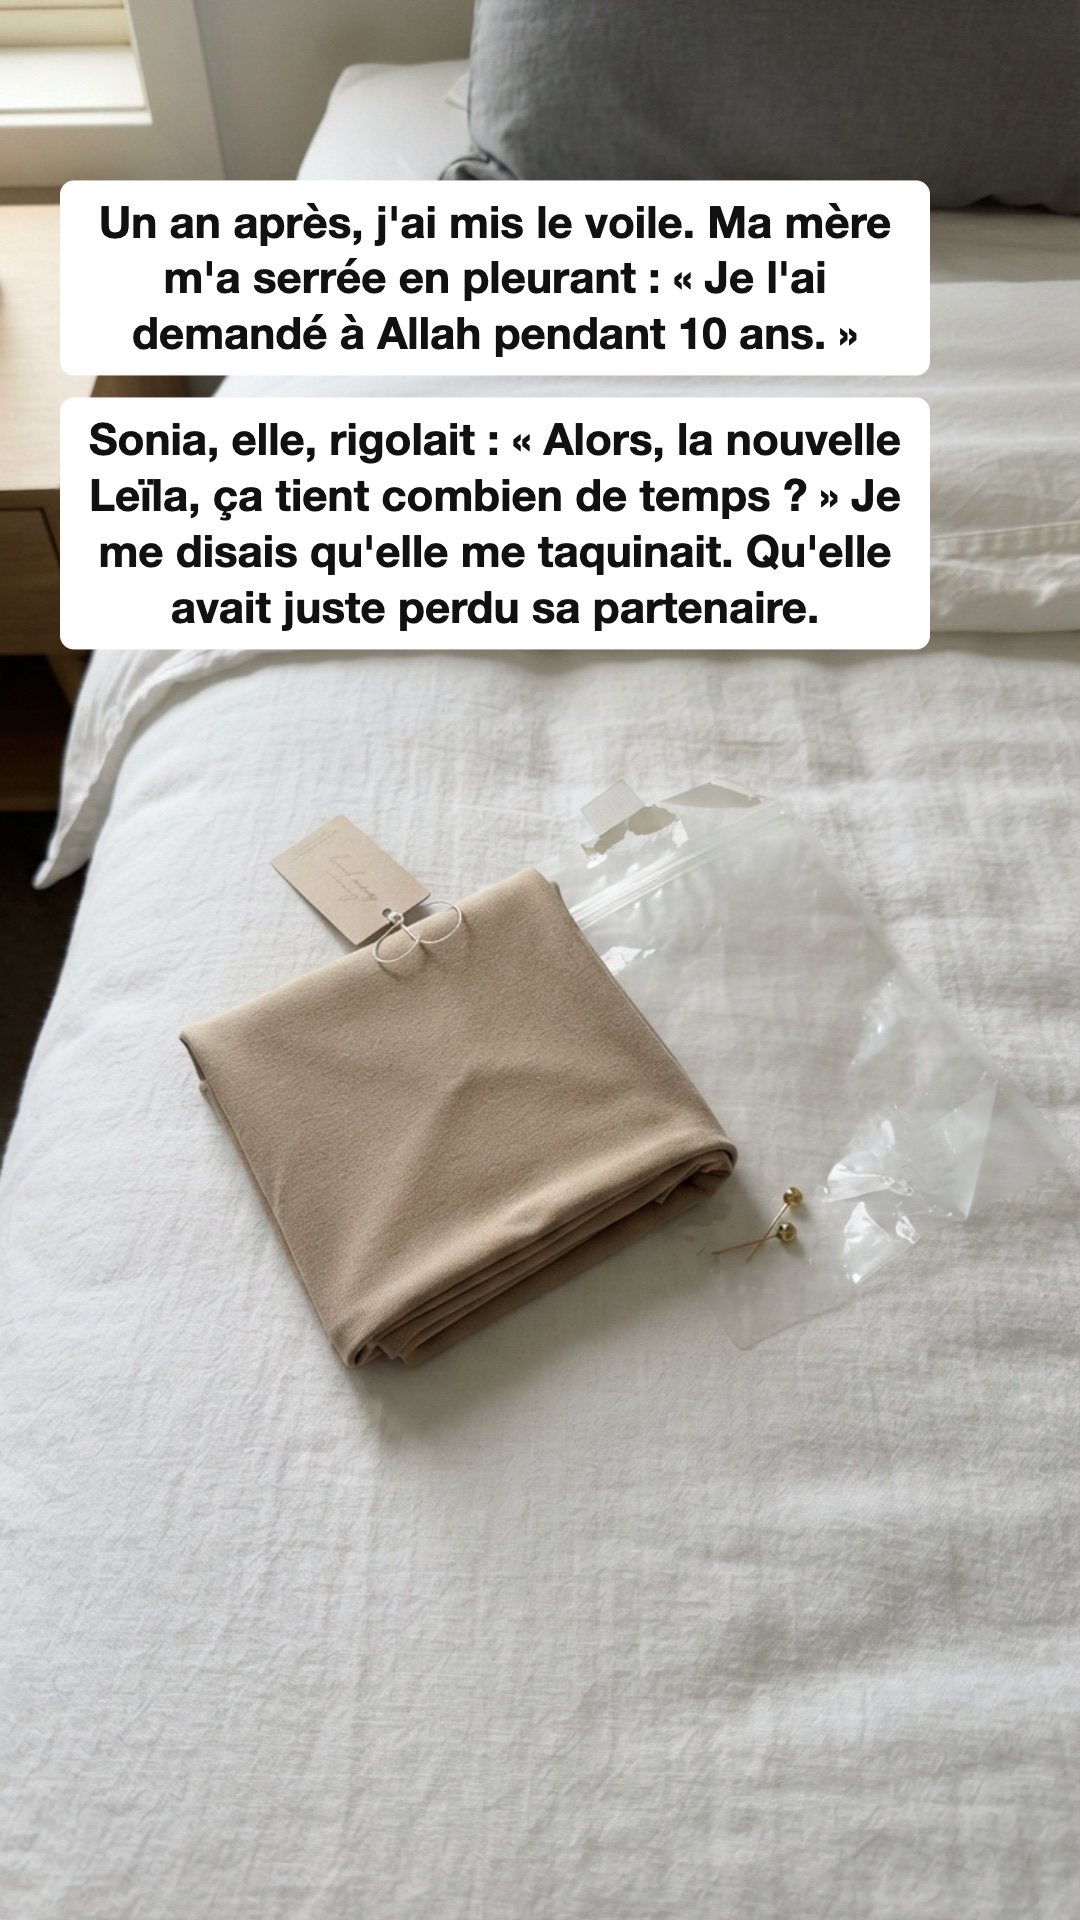 Un an après, j'ai mis le voile. Ma mère
m'a serrée en pleurant : « Je l'ai
demandé à Allah pendant 10 ans. »
Sonia, elle, rigolait : « Alors, la nouvelle
Leïla, ça tient combien de temps ? » Je
me disais qu'elle me taquinait. Qu'elle
avait juste perdu sa partenaire.